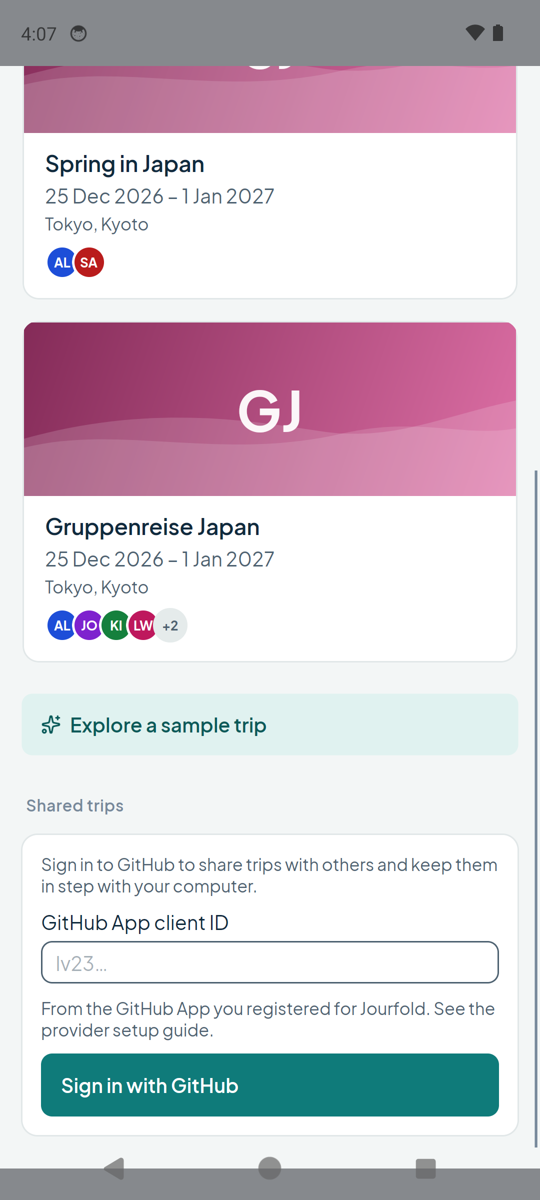 4:07
Spring in Japan
25 Dec 2026 – 1 Jan 2027
Tokyo, Kyoto
AL SA
GJ
Gruppenreise Japan
25 Dec 2026 – 1 Jan 2027
Tokyo, Kyoto
AL JO KI LW +2
Explore a sample trip
Shared trips
Sign in to GitHub to share trips with others and keep them
in step with your computer.
GitHub App client ID
Iv23…
From the GitHub App you registered for Jourfold. See the
provider setup guide.
Sign in with GitHub